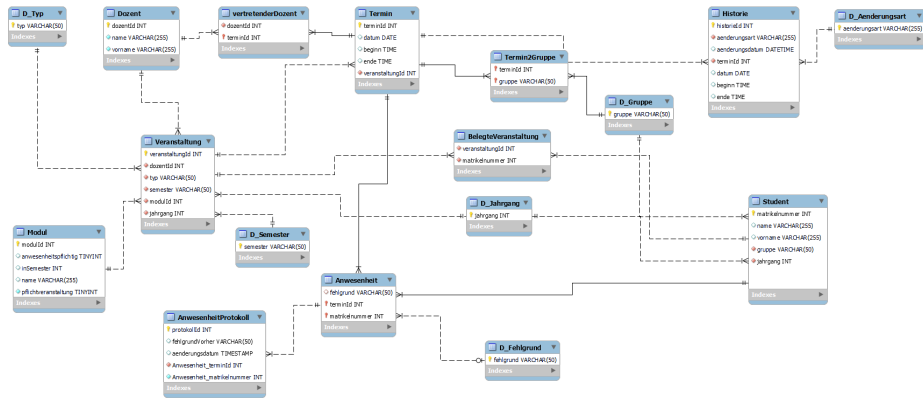 D_Typ
typ VARCHAR(50)
Indexes
Dozent
dozentId INT
name VARCHAR(255)
vorname VARCHAR(255)
Indexes
vertretenderDozent
dozentId INT
terminId INT
Indexes
Termin
terminId INT
datum DATE
beginn TIME
ende TIME
veranstaltungId INT
Indexes
Termin2Gruppe
terminId INT
gruppe VARCHAR(50)
Indexes
Historie
historieId INT
aenderungsart VARCHAR(255)
aenderungsdatum DATETIME
terminId INT
datum DATE
beginn TIME
ende TIME
Indexes
D_Aenderungsart
aenderungsart VARCHAR(255)
Indexes
D_Gruppe
gruppe VARCHAR(50)
Indexes
Veranstaltung
veranstaltungId INT
dozentId INT
typ VARCHAR(50)
semester VARCHAR(50)
modulId INT
jahrgang INT
Indexes
BelegteVeranstaltung
veranstaltungId INT
matrikelnummer INT
Indexes
D_Jahrgang
jahrgang INT
Indexes
Student
matrikelnummer INT
name VARCHAR(255)
vorname VARCHAR(255)
gruppe VARCHAR(50)
jahrgang INT
Indexes
Modul
modulId INT
anwesenheitspflichtig TINYINT
inSemester INT
name VARCHAR(255)
pflichtveranstaltung TINYINT
Indexes
D_Semester
semester VARCHAR(50)
Indexes
Anwesenheit
fehlgrund VARCHAR(50)
terminId INT
matrikelnummer INT
Indexes
AnwesenheitProtokoll
protokollId INT
fehlgrundVorher VARCHAR(50)
aenderungsdatum TIMESTAMP
Anwesenheit_terminId INT
Anwesenheit_matrikelnummer INT
Indexes
D_Fehlgrund
fehlgrund VARCHAR(50)
Indexes